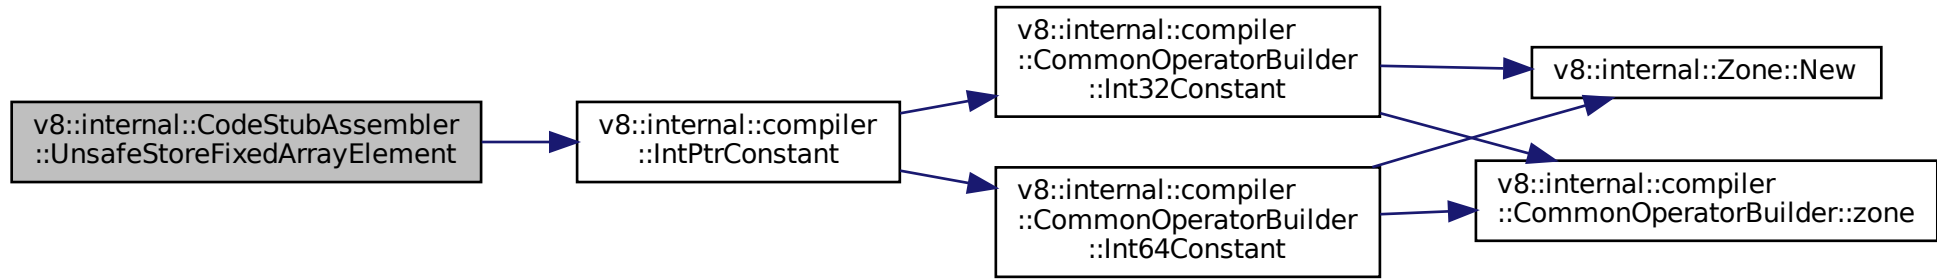 v8::internal::CodeStubAssembler
::UnsafeStoreFixedArrayElement
v8::internal::compiler
::IntPtrConstant
v8::internal::compiler
::CommonOperatorBuilder
::Int32Constant
v8::internal::compiler
::CommonOperatorBuilder
::Int64Constant
v8::internal::Zone::New
v8::internal::compiler
::CommonOperatorBuilder::zone